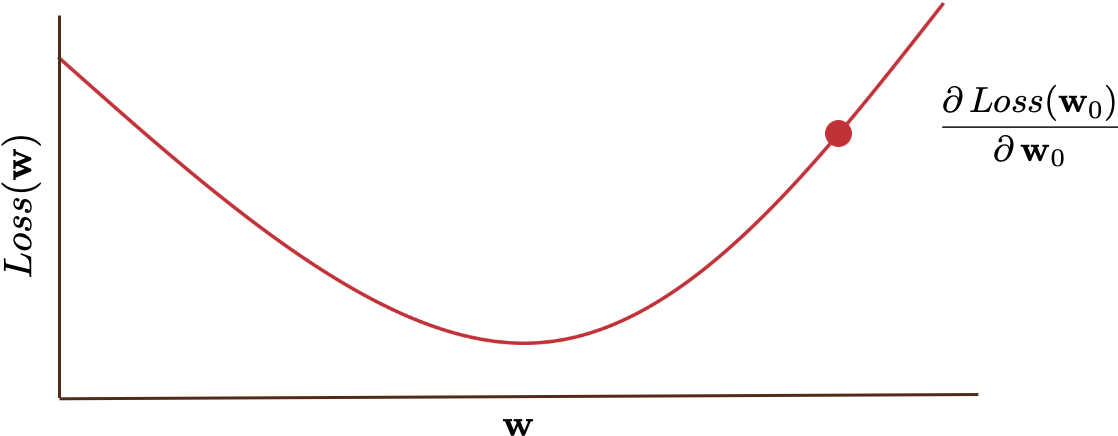 Loss(w)
∂ Loss(w₀)
∂ w₀
w